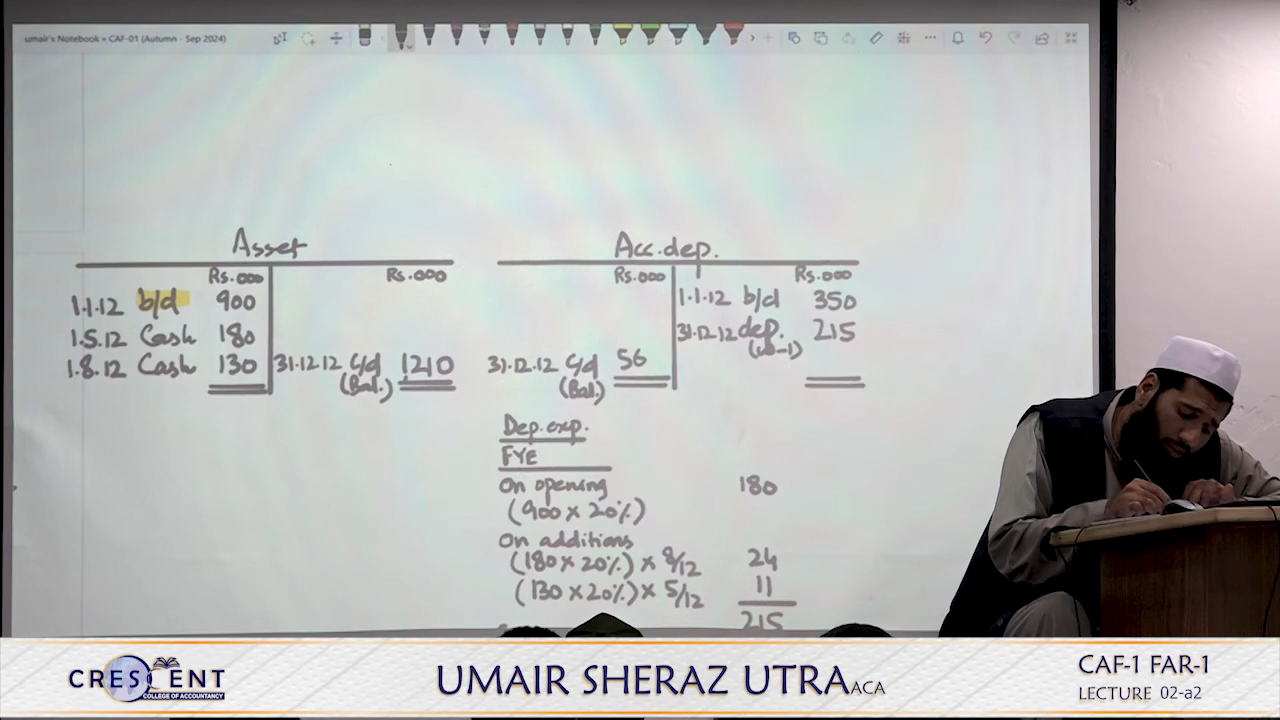 umair's Notebook » CAF-01 (Autumn - Sep 2024)
Asset
Rs.000 Rs.000
1.1.12 b/d 900
1.5.12 Cash 180
1.8.12 Cash 130 31.12.12 c/d 1210
(Bal.)
Acc.dep.
Rs.000 Rs.000
1.1.12 b/d 350
31.12.12 dep. 215
(w-1)
31.12.12 c/d 56
(Bal.)
Dep.exp.
FYE
On opening 180
(900 x 20%)
On additions
(180 x 20%) x 8/12 24
(130 x 20%) x 5/12 11
215
CRESCENT
COLLEGE OF ACCOUNTANCY
UMAIR SHERAZ UTRA ACA
CAF-1 FAR-1
LECTURE 02-a2